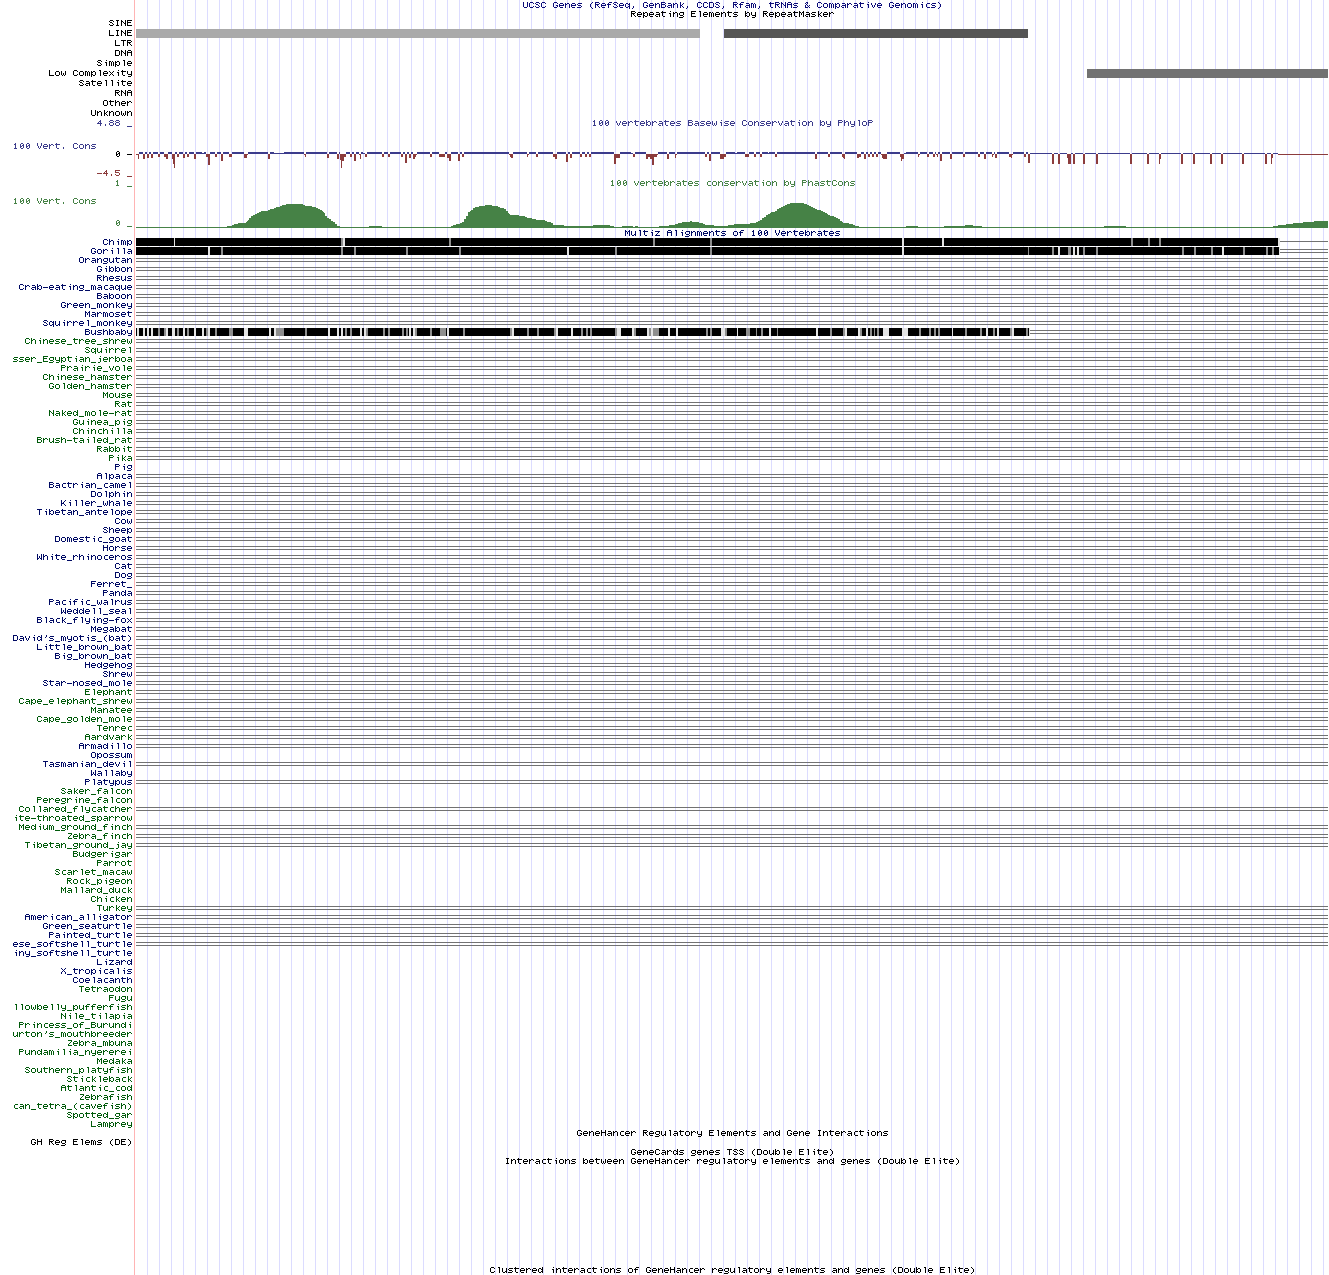 UCSC Genes (RefSeq, GenBank, CCDS, Rfam, tRNAs & Comparative Genomics)
Repeating Elements by RepeatMasker
SINE
LINE
LTR
DNA
Simple
Low Complexity
Satellite
RNA
Other
Unknown
4.88 _
100 vertebrates Basewise Conservation by PhyloP
100 Vert. Cons
0 _
-4.5 _
1 _
100 vertebrates conservation by PhastCons
100 Vert. Cons
0 _
Multiz Alignments of 100 Vertebrates
Chimp
Gorilla
Orangutan
Gibbon
Rhesus
Crab-eating_macaque
Baboon
Green_monkey
Marmoset
Squirrel_monkey
Bushbaby
Chinese_tree_shrew
Squirrel
sser_Egyptian_jerboa
Prairie_vole
Chinese_hamster
Golden_hamster
Mouse
Rat
Naked_mole-rat
Guinea_pig
Chinchilla
Brush-tailed_rat
Rabbit
Pika
Pig
Alpaca
Bactrian_camel
Dolphin
Killer_whale
Tibetan_antelope
Cow
Sheep
Domestic_goat
Horse
White_rhinoceros
Cat
Dog
Ferret_
Panda
Pacific_walrus
Weddell_seal
Black_flying-fox
Megabat
David's_myotis_(bat)
Little_brown_bat
Big_brown_bat
Hedgehog
Shrew
Star-nosed_mole
Elephant
Cape_elephant_shrew
Manatee
Cape_golden_mole
Tenrec
Aardvark
Armadillo
Opossum
Tasmanian_devil
Wallaby
Platypus
Saker_falcon
Peregrine_falcon
Collared_flycatcher
ite-throated_sparrow
Medium_ground_finch
Zebra_finch
Tibetan_ground_jay
Budgerigar
Parrot
Scarlet_macaw
Rock_pigeon
Mallard_duck
Chicken
Turkey
American_alligator
Green_seaturtle
Painted_turtle
ese_softshell_turtle
iny_softshell_turtle
Lizard
X_tropicalis
Coelacanth
Tetraodon
Fugu
llowbelly_pufferfish
Nile_tilapia
Princess_of_Burundi
urton's_mouthbreeder
Zebra_mbuna
Pundamilia_nyererei
Medaka
Southern_platyfish
Stickleback
Atlantic_cod
Zebrafish
can_tetra_(cavefish)
Spotted_gar
Lamprey
GeneHancer Regulatory Elements and Gene Interactions
GH Reg Elems (DE)
GeneCards genes TSS (Double Elite)
Interactions between GeneHancer regulatory elements and genes (Double Elite)
Clustered interactions of GeneHancer regulatory elements and genes (Double Elite)